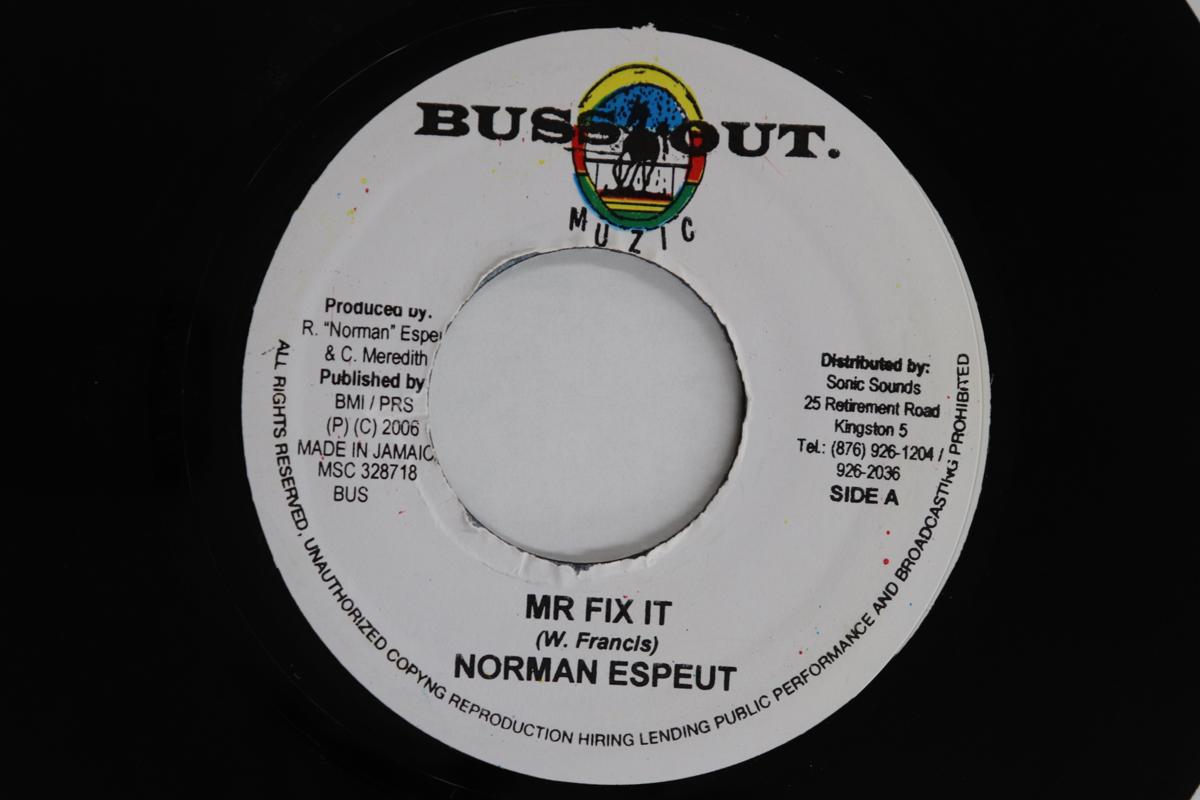 BUSS OUT.
MUZIC
Produced by:
R. "Norman" Espe
& C. Meredith
Published by
BMI / PRS
(P) (C) 2006
MADE IN JAMAIC
MSC 328718
BUS
Distributed by:
Sonic Sounds
25 Retirement Road
Kingston 5
Tel.: (876) 926-1204 /
926-2036
SIDE A
MR FIX IT
(W. Francis)
NORMAN ESPEUT
ALL RIGHTS RESERVED, UNAUTHORIZED COPYNG REPRODUCTION HIRING LENDING PUBLIC PERFORMANCE AND BROADCASTING PROHIBITED